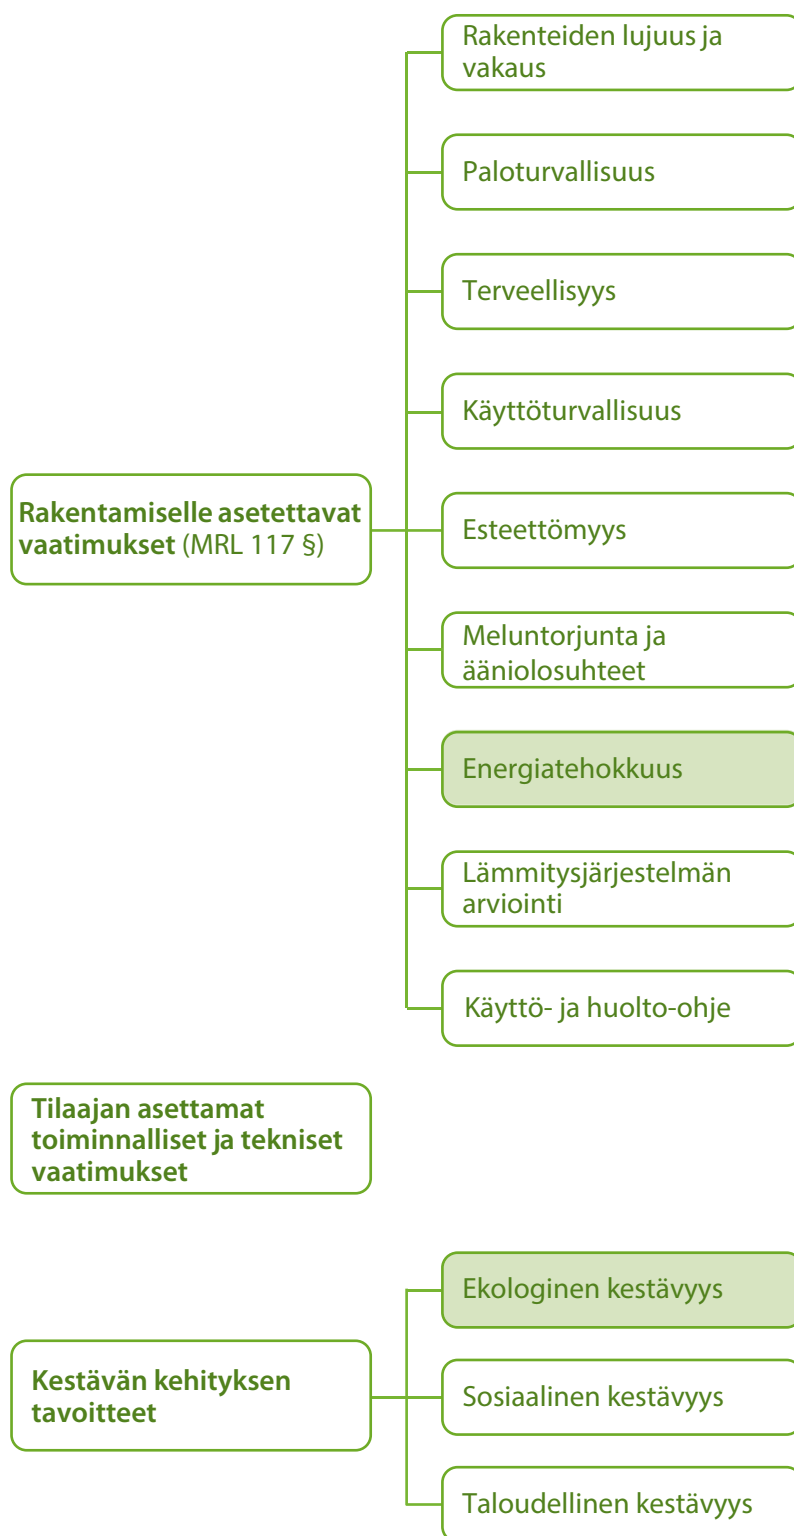 Rakentamiselle asetettavat
vaatimukset (MRL 117 §)
Rakenteiden lujuus ja
vakaus
Paloturvallisuus
Terveellisyys
Käyttöturvallisuus
Esteettömyys
Meluntorjunta ja
ääniolosuhteet
Energiatehokkuus
Lämmitysjärjestelmän
arviointi
Käyttö- ja huolto-ohje
Tilaajan asettamat
toiminnalliset ja tekniset
vaatimukset
Kestävän kehityksen
tavoitteet
Ekologinen kestävyys
Sosiaalinen kestävyys
Taloudellinen kestävyys